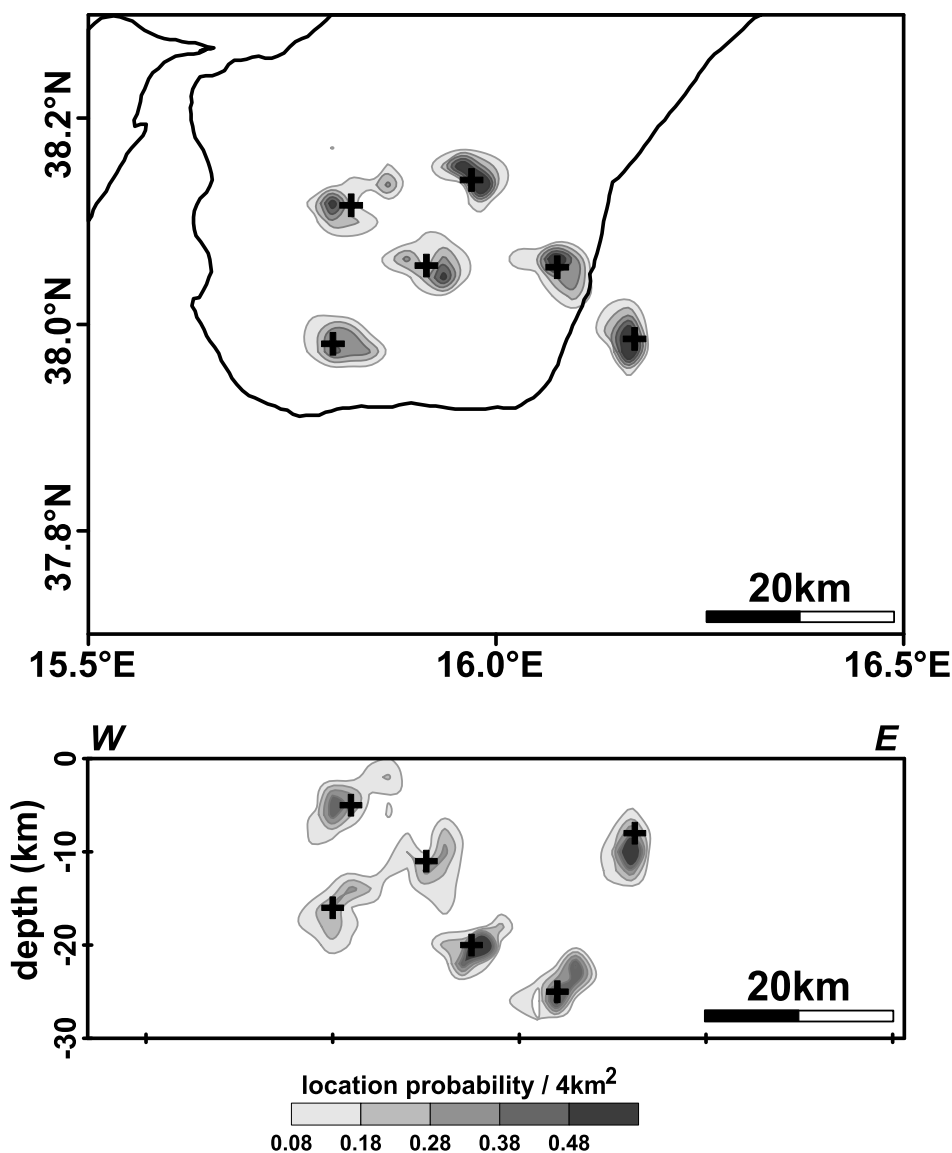 38.2°N
38.0°N
37.8°N
20km
15.5°E
16.0°E
16.5°E
W
E
0
-10
-20
-30
depth (km)
20km
location probability / 4km²
0.08
0.18
0.28
0.38
0.48